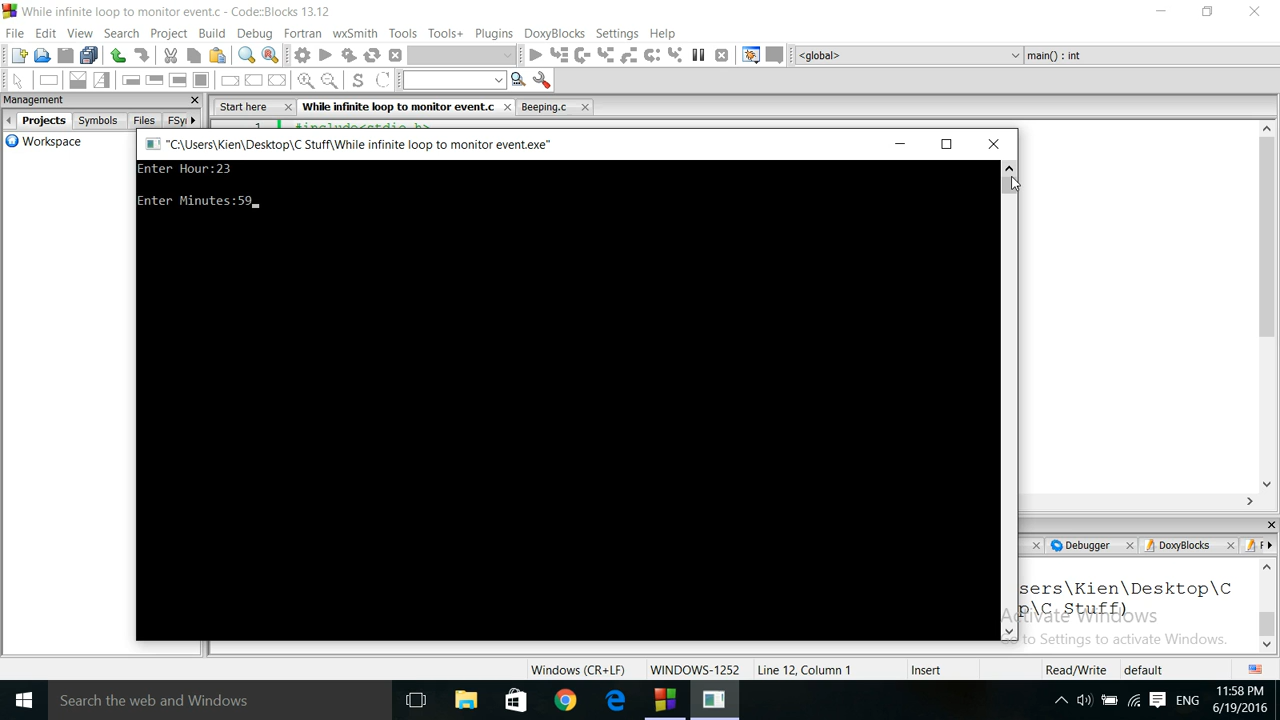 While infinite loop to monitor event.c - Code::Blocks 13.12
File Edit View Search Project Build Debug Fortran wxSmith Tools Tools+ Plugins DoxyBlocks Settings Help
<global> main() : int
S C
Management
Projects Symbols Files
Workspace
Start here While infinite loop to monitor event.c Beeping.c
1 #include<stdio.h>
"C:\Users\Kien\Desktop\C Stuff\While infinite loop to monitor event.exe"
Enter Hour:23
Enter Minutes:59_
Debugger DoxyBlocks
sers\Kien\Desktop\C
p\C Stuff)
Activate Windows
to Settings to activate Windows.
Windows (CR+LF) WINDOWS-1252 Line 12, Column 1 Insert Read/Write default
Search the web and Windows
ENG
11:58 PM
6/19/2016